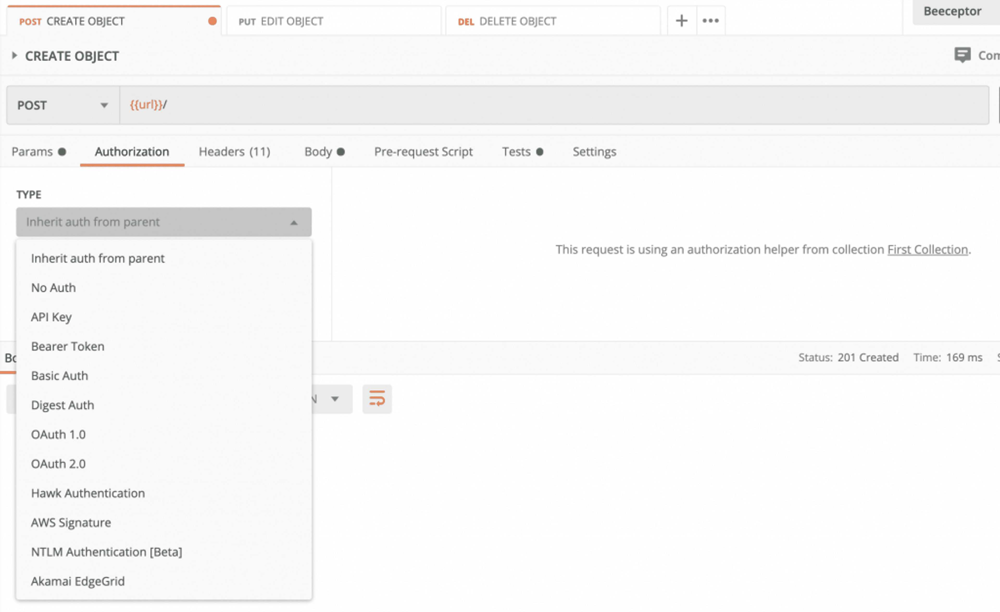 POST CREATE OBJECT
PUT EDIT OBJECT
DEL DELETE OBJECT
Beeceptor
CREATE OBJECT
POST
{{url}}/
Params
Authorization
Headers (11)
Body
Pre-request Script
Tests
Settings
TYPE
Inherit auth from parent
Inherit auth from parent
No Auth
API Key
Bearer Token
Basic Auth
Digest Auth
OAuth 1.0
OAuth 2.0
Hawk Authentication
AWS Signature
NTLM Authentication [Beta]
Akamai EdgeGrid
This request is using an authorization helper from collection First Collection.
Status: 201 Created Time: 169 ms